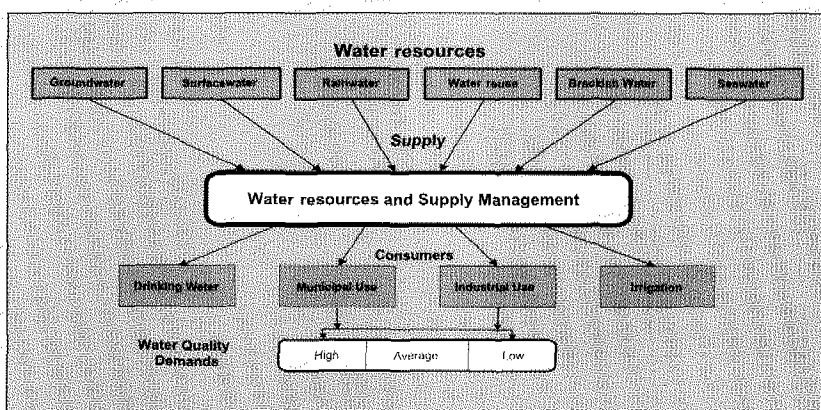 Water resources
Groundwater Surfacewater Rainwater Water reuse Brackish Water Seawater
Supply
Water resources and Supply Management
Consumers
Drinking Water Municipal Use Industrial Use Irrigation
Water Quality
Demands
High Average Low